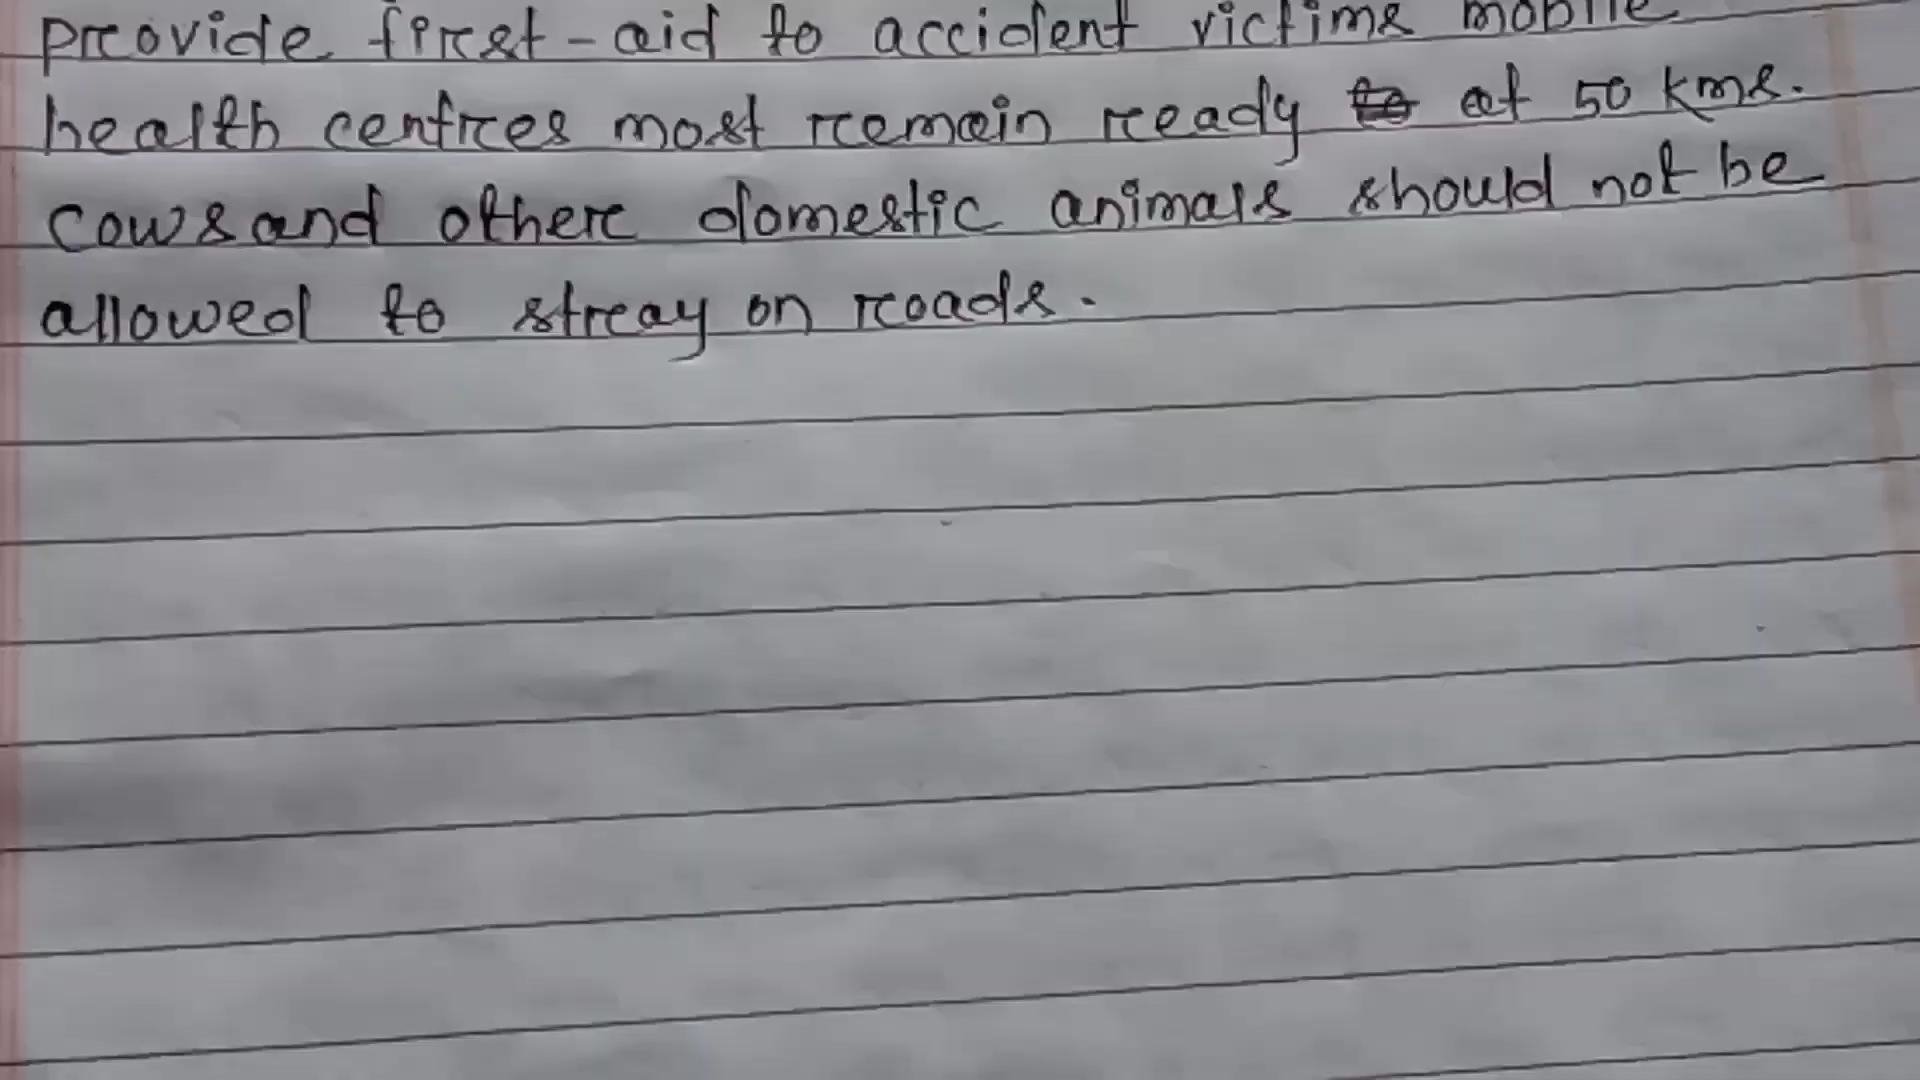 provide first-aid to accident victims mobile
health centres most remain ready to at 50 kms.
cows and other domestic animals should not be
allowed to stray on roads.